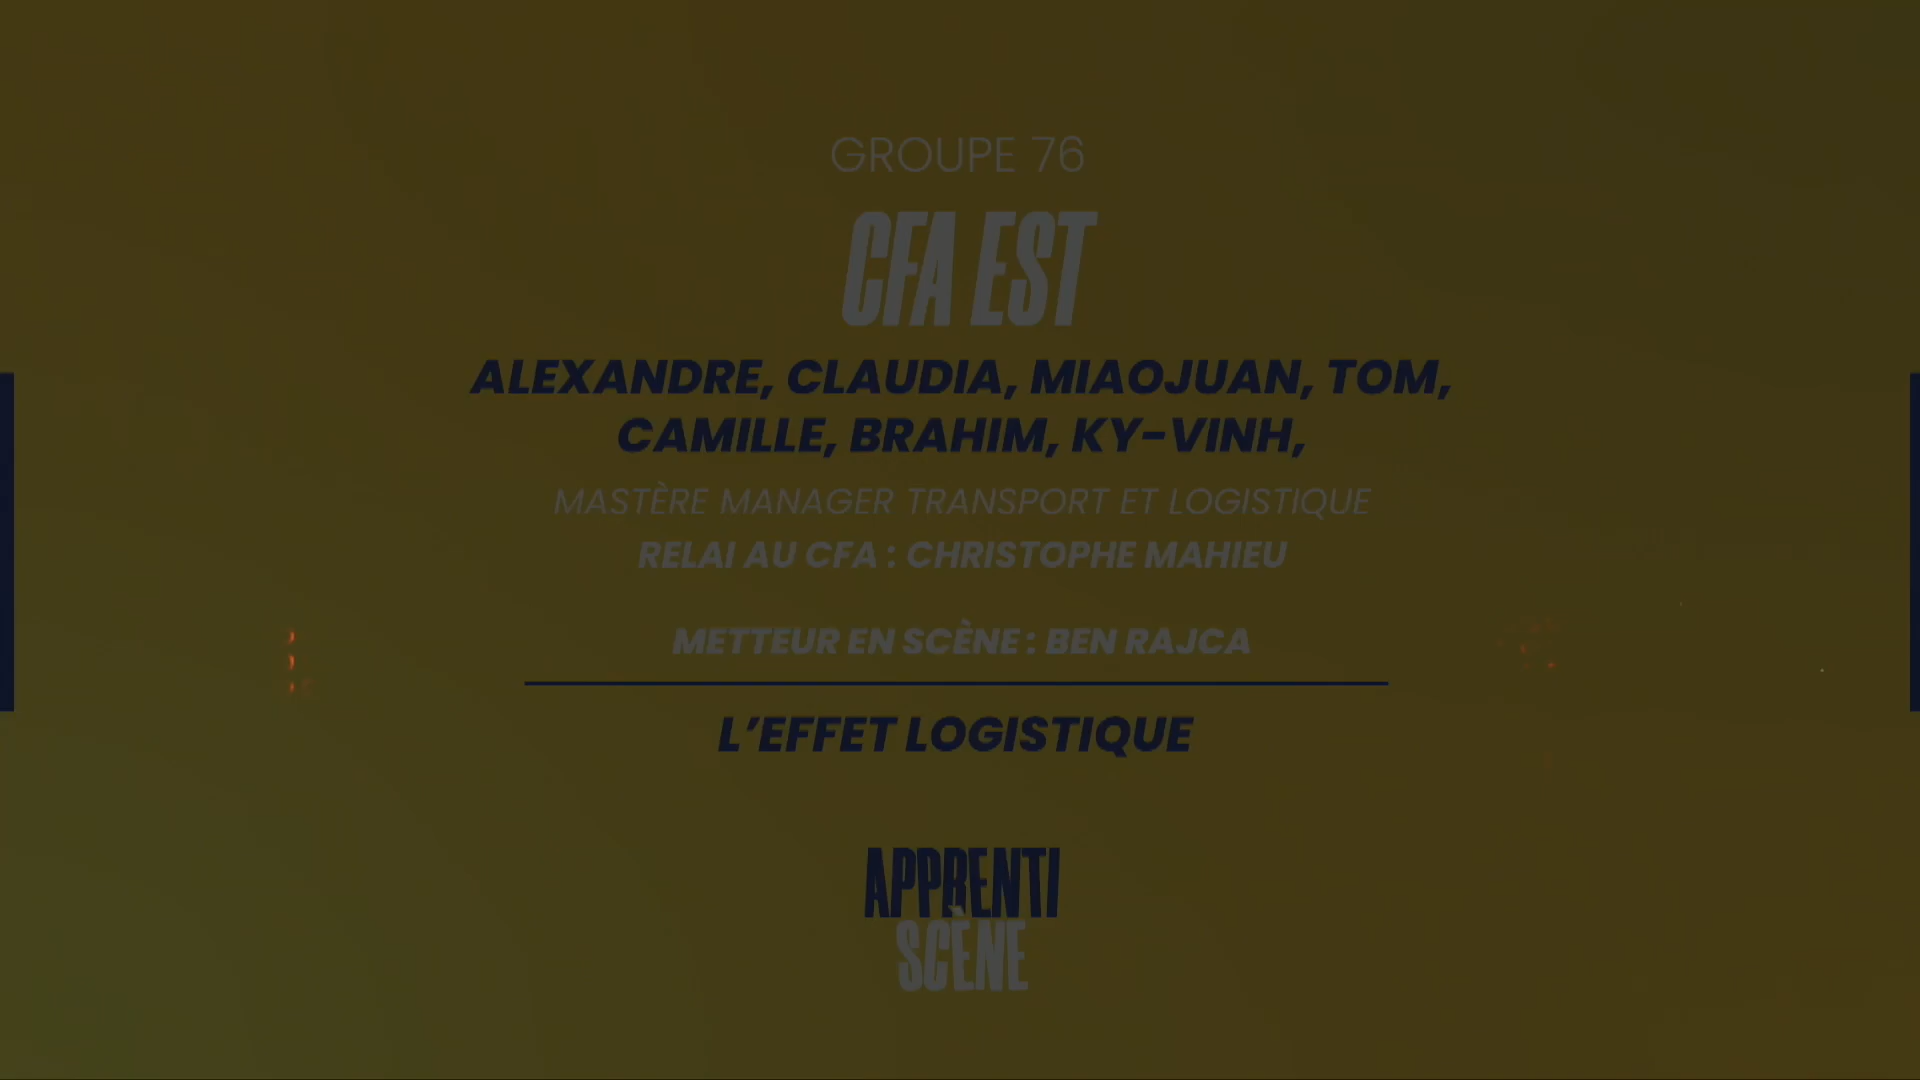 GROUPE 76
CFA EST
ALEXANDRE, CLAUDIA, MIAOJUAN, TOM,
CAMILLE, BRAHIM, KY-VINH,
MASTÈRE MANAGER TRANSPORT ET LOGISTIQUE
RELAI AU CFA : CHRISTOPHE MAHIEU
METTEUR EN SCÈNE : BEN RAJCA
L'EFFET LOGISTIQUE
APPRENTI
SCÈNE